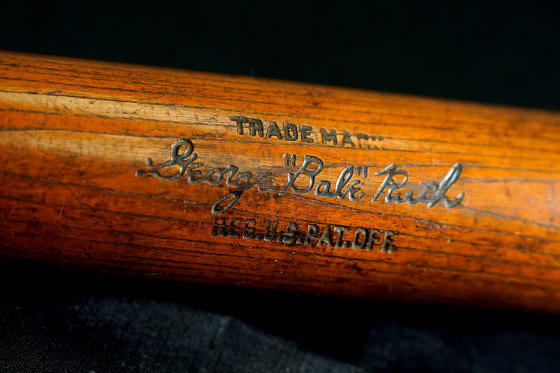 TRADE MARK
George "Babe" Ruth
REG. U.S. PAT. OFF.